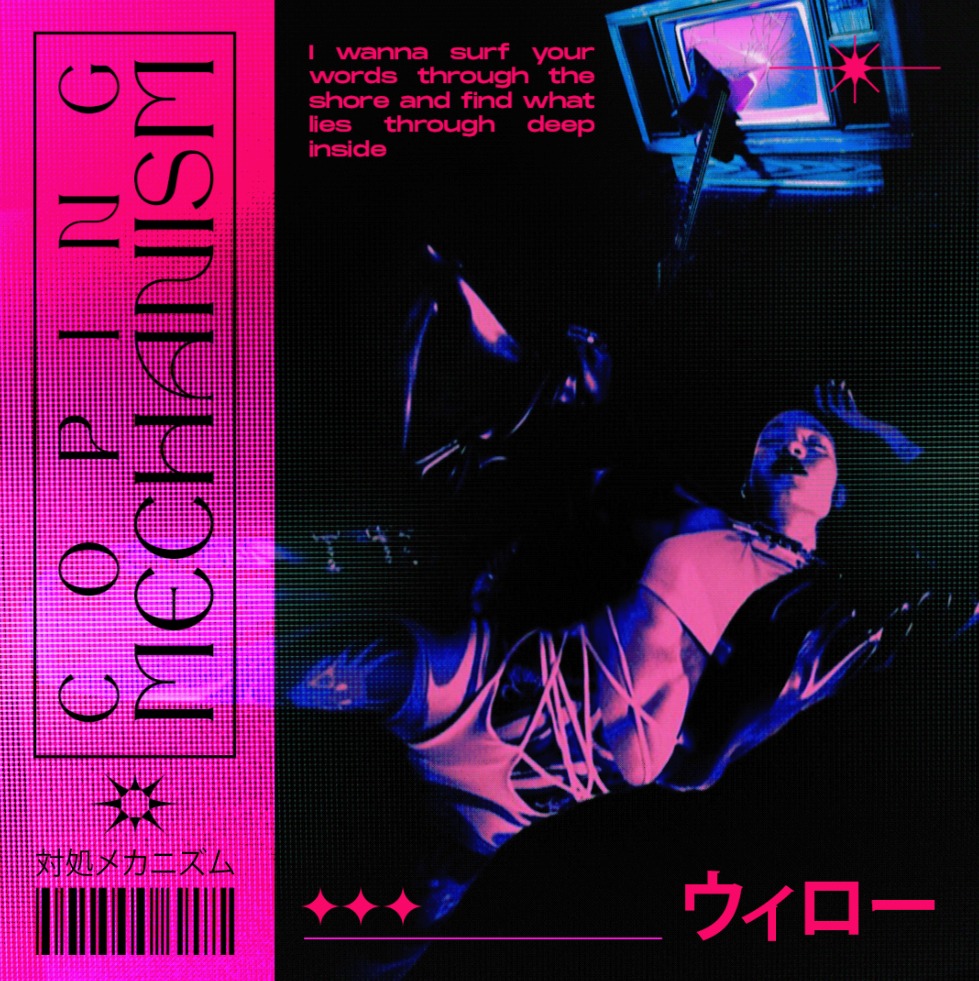 COPING
MECHANISM
対処メカニズム
I wanna surf your
words through the
shore and find what
lies through deep
inside
ウィロー